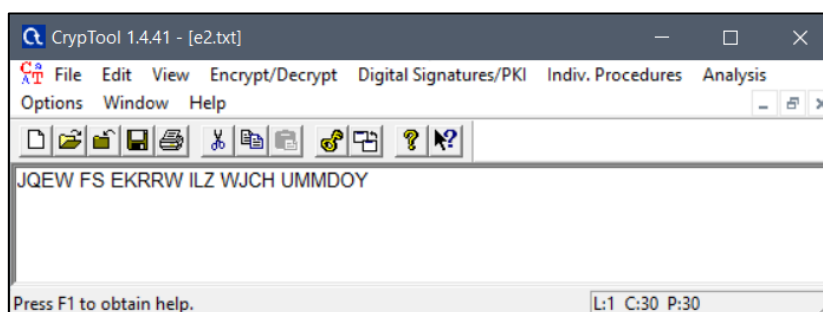 CrypTool 1.4.41 - [e2.txt]
File Edit View Encrypt/Decrypt Digital Signatures/PKI Indiv. Procedures Analysis
Options Window Help
JQEW FS EKRRW ILZ WJCH UMMDOY
Press F1 to obtain help. L:1 C:30 P:30